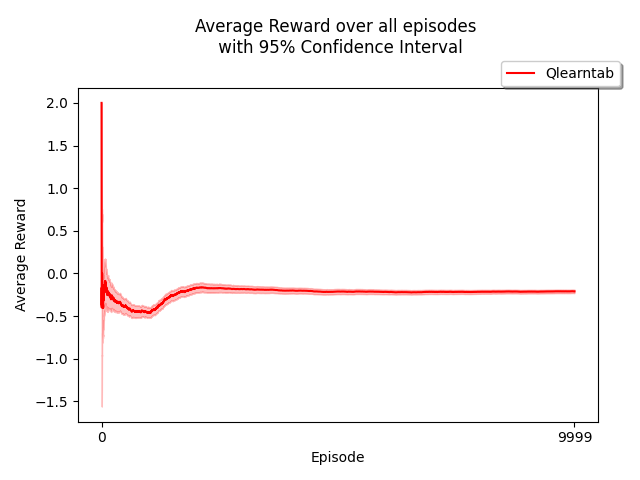 Average Reward over all episodes
with 95% Confidence Interval
Qlearntab
Average Reward
2.0
1.5
1.0
0.5
0.0
−0.5
−1.0
−1.5
0
9999
Episode